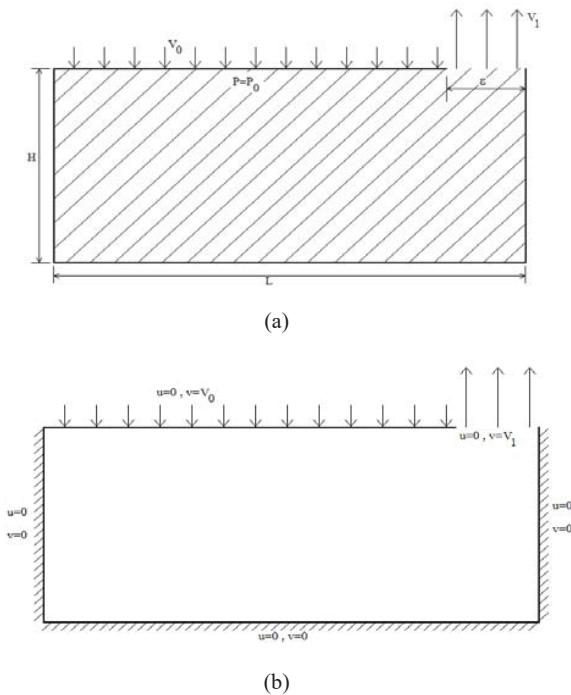 V0
V1
P=P0
ε
H
L
(a)
u=0 , v=V0
u=0 , v=V1
u=0
v=0
u=0
v=0
u=0, v=0
(b)